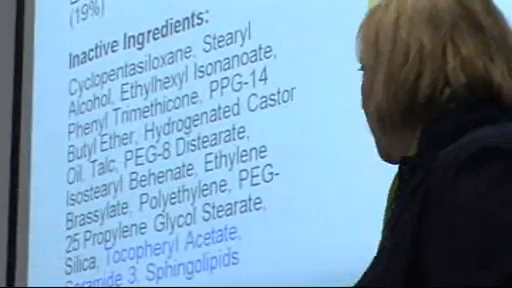 (19%)
Inactive Ingredients:
Cyclopentasiloxane, Stearyl
Alcohol, Ethylhexyl Isonanoate,
Phenyl Trimethicone, PPG-14
Butyl Ether, Hydrogenated Castor
Oil, Talc, PEG-8 Distearate,
Isostearyl Behenate, Ethylene
Brassylate, Polyethylene, PEG-
25 Propylene Glycol Stearate,
Silica, Tocopheryl Acetate,
Ceramide 3, Sphingolipids